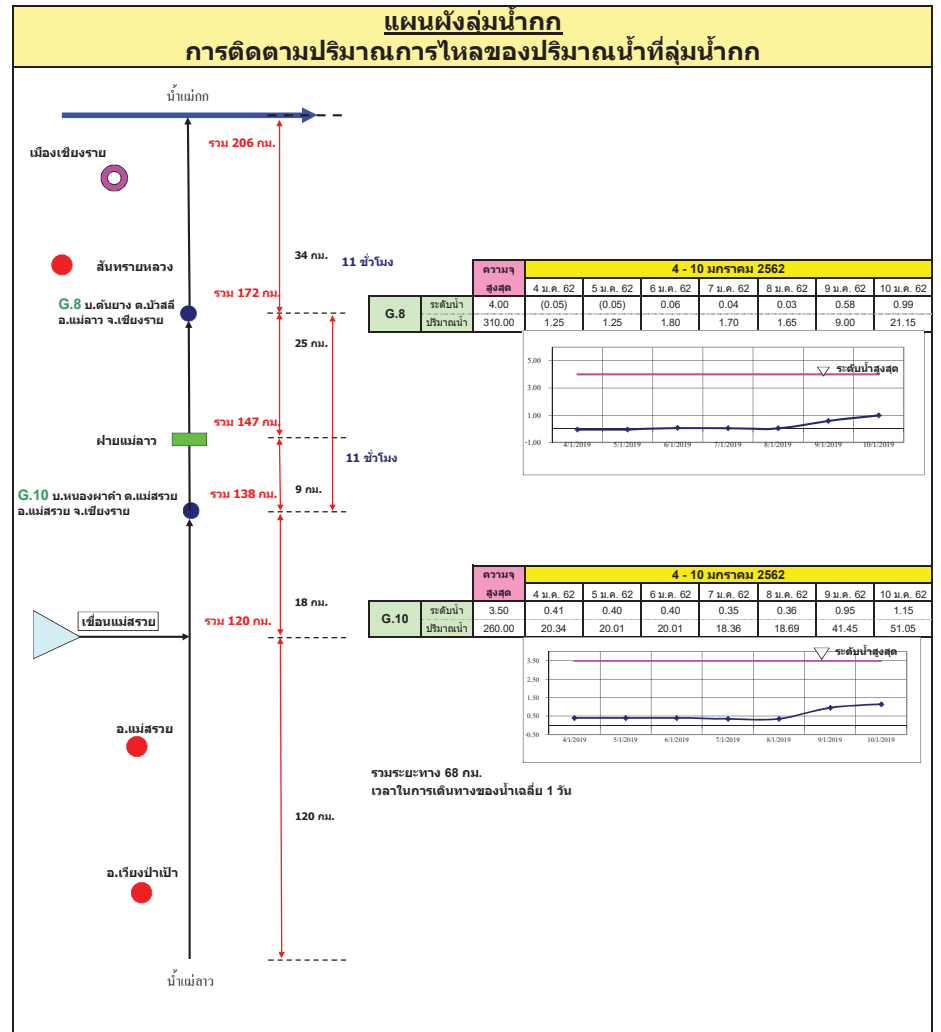 แผนผังลุ่มน้ำกก
การติดตามปริมาณการไหลของปริมาณน้ำที่ลุ่มน้ำกก
น้ำแม่กก
รวม 206 กม.
เมืองเชียงราย
สันทรายหลวง
34 กม.
11 ชั่วโมง
รวม 172 กม.
G.8 บ.ต้นยาง ต.บัวสลี
อ.แม่ลาว จ.เชียงราย
ความจุ 4 - 10 มกราคม 2562
สูงสุด 4 ม.ค. 62 5 ม.ค. 62 6 ม.ค. 62 7 ม.ค. 62 8 ม.ค. 62 9 ม.ค. 62 10 ม.ค. 62
G.8
ระดับน้ำ 4.00 (0.05) (0.05) 0.06 0.04 0.03 0.58 0.99
ปริมาณน้ำ 310.00 1.25 1.25 1.80 1.70 1.65 9.00 21.15
25 กม.
5.00
ระดับน้ำสูงสุด
3.00
1.00
-1.00
4/1/2019 5/1/2019 6/1/2019 7/1/2019 8/1/2019 9/1/2019 10/1/2019
รวม 147 กม.
ฝายแม่ลาว
11 ชั่วโมง
9 กม.
รวม 138 กม.
G.10 บ.หนองผาคำ ต.แม่สรวย
อ.แม่สรวย จ.เชียงราย
ความจุ 4 - 10 มกราคม 2562
สูงสุด 4 ม.ค. 62 5 ม.ค. 62 6 ม.ค. 62 7 ม.ค. 62 8 ม.ค. 62 9 ม.ค. 62 10 ม.ค. 62
G.10
ระดับน้ำ 3.50 0.41 0.40 0.40 0.35 0.36 0.95 1.15
ปริมาณน้ำ 260.00 20.34 20.01 20.01 18.36 18.69 41.45 51.05
18 กม.
เขื่อนแม่สรวย
รวม 120 กม.
ระดับน้ำสูงสุด
3.50
2.50
1.50
0.50
-0.50
4/1/2019 5/1/2019 6/1/2019 7/1/2019 8/1/2019 9/1/2019 10/1/2019
อ.แม่สรวย
รวมระยะทาง 68 กม.
เวลาในการเดินทางของน้ำเฉลี่ย 1 วัน
120 กม.
อ.เวียงป่าเป้า
น้ำแม่ลาว